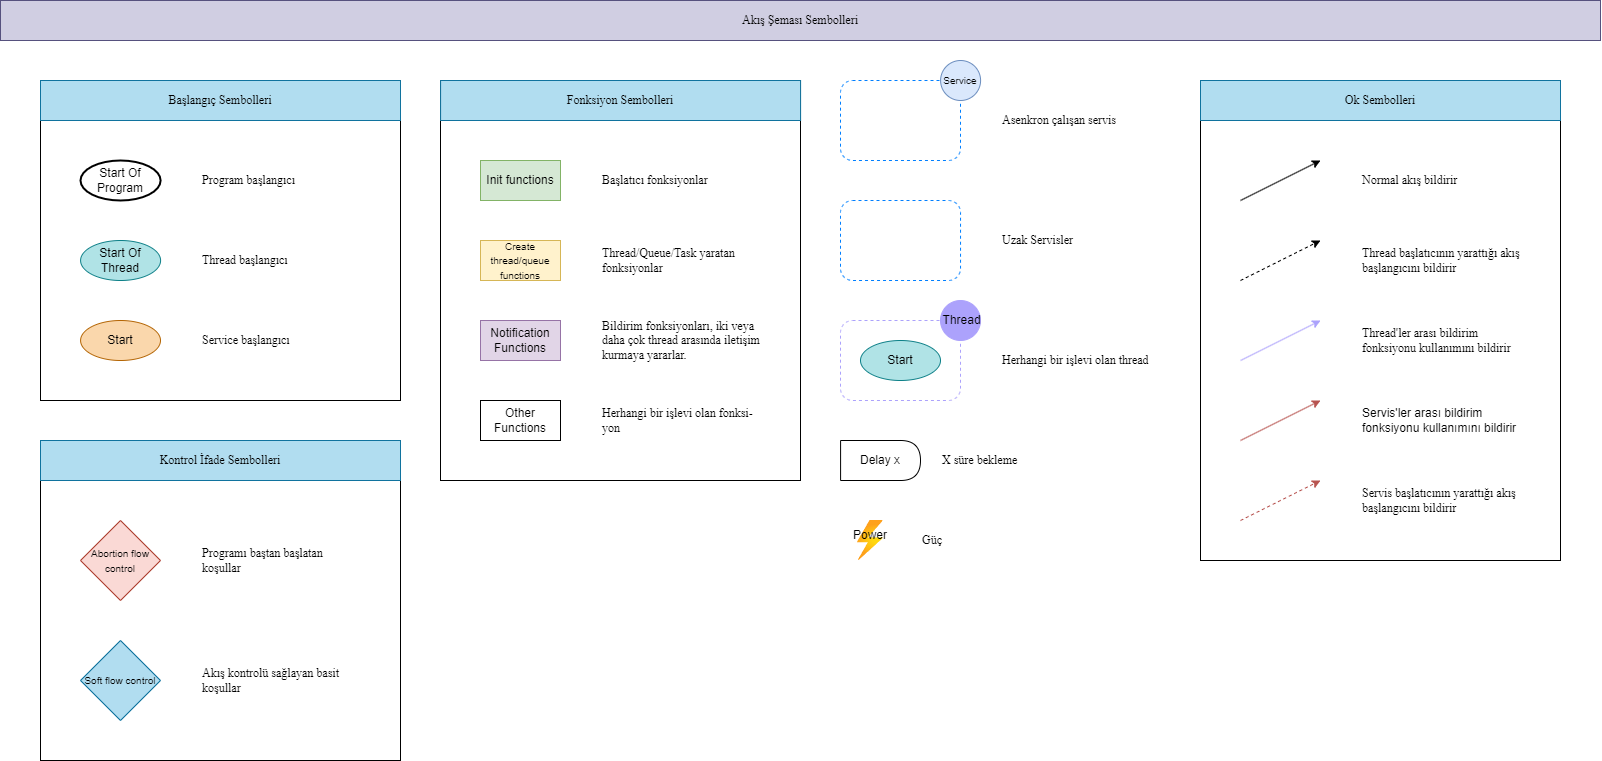 Akış Şeması Sembolleri
Başlangıç Sembolleri
Start Of
Program
Program başlangıcı
Start Of
Thread
Thread başlangıcı
Start
Service başlangıcı
Kontrol İfade Sembolleri
Abortion flow
control
Programı baştan başlatan
koşullar
Soft flow control
Akış kontrolü sağlayan basit
koşullar
Fonksiyon Sembolleri
Init functions
Başlatıcı fonksiyonlar
Create
thread/queue
functions
Thread/Queue/Task yaratan
fonksiyonlar
Notification
Functions
Bildirim fonksiyonları, iki veya
daha çok thread arasında iletişim
kurmaya yararlar.
Other
Functions
Herhangi bir işlevi olan fonksi-
yon
Service
Asenkron çalışan servis
Uzak Servisler
Thread
Start
Herhangi bir işlevi olan thread
Delay x
X süre bekleme
Power
Güç
Ok Sembolleri
Normal akış bildirir
Thread başlatıcının yarattığı akış
başlangıcını bildirir
Thread'ler arası bildirim
fonksiyonu kullanımını bildirir
Servis'ler arası bildirim
fonksiyonu kullanımını bildirir
Servis başlatıcının yarattığı akış
başlangıcını bildirir